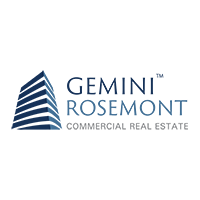 GEMINI™
ROSEMONT
COMMERCIAL REAL ESTATE